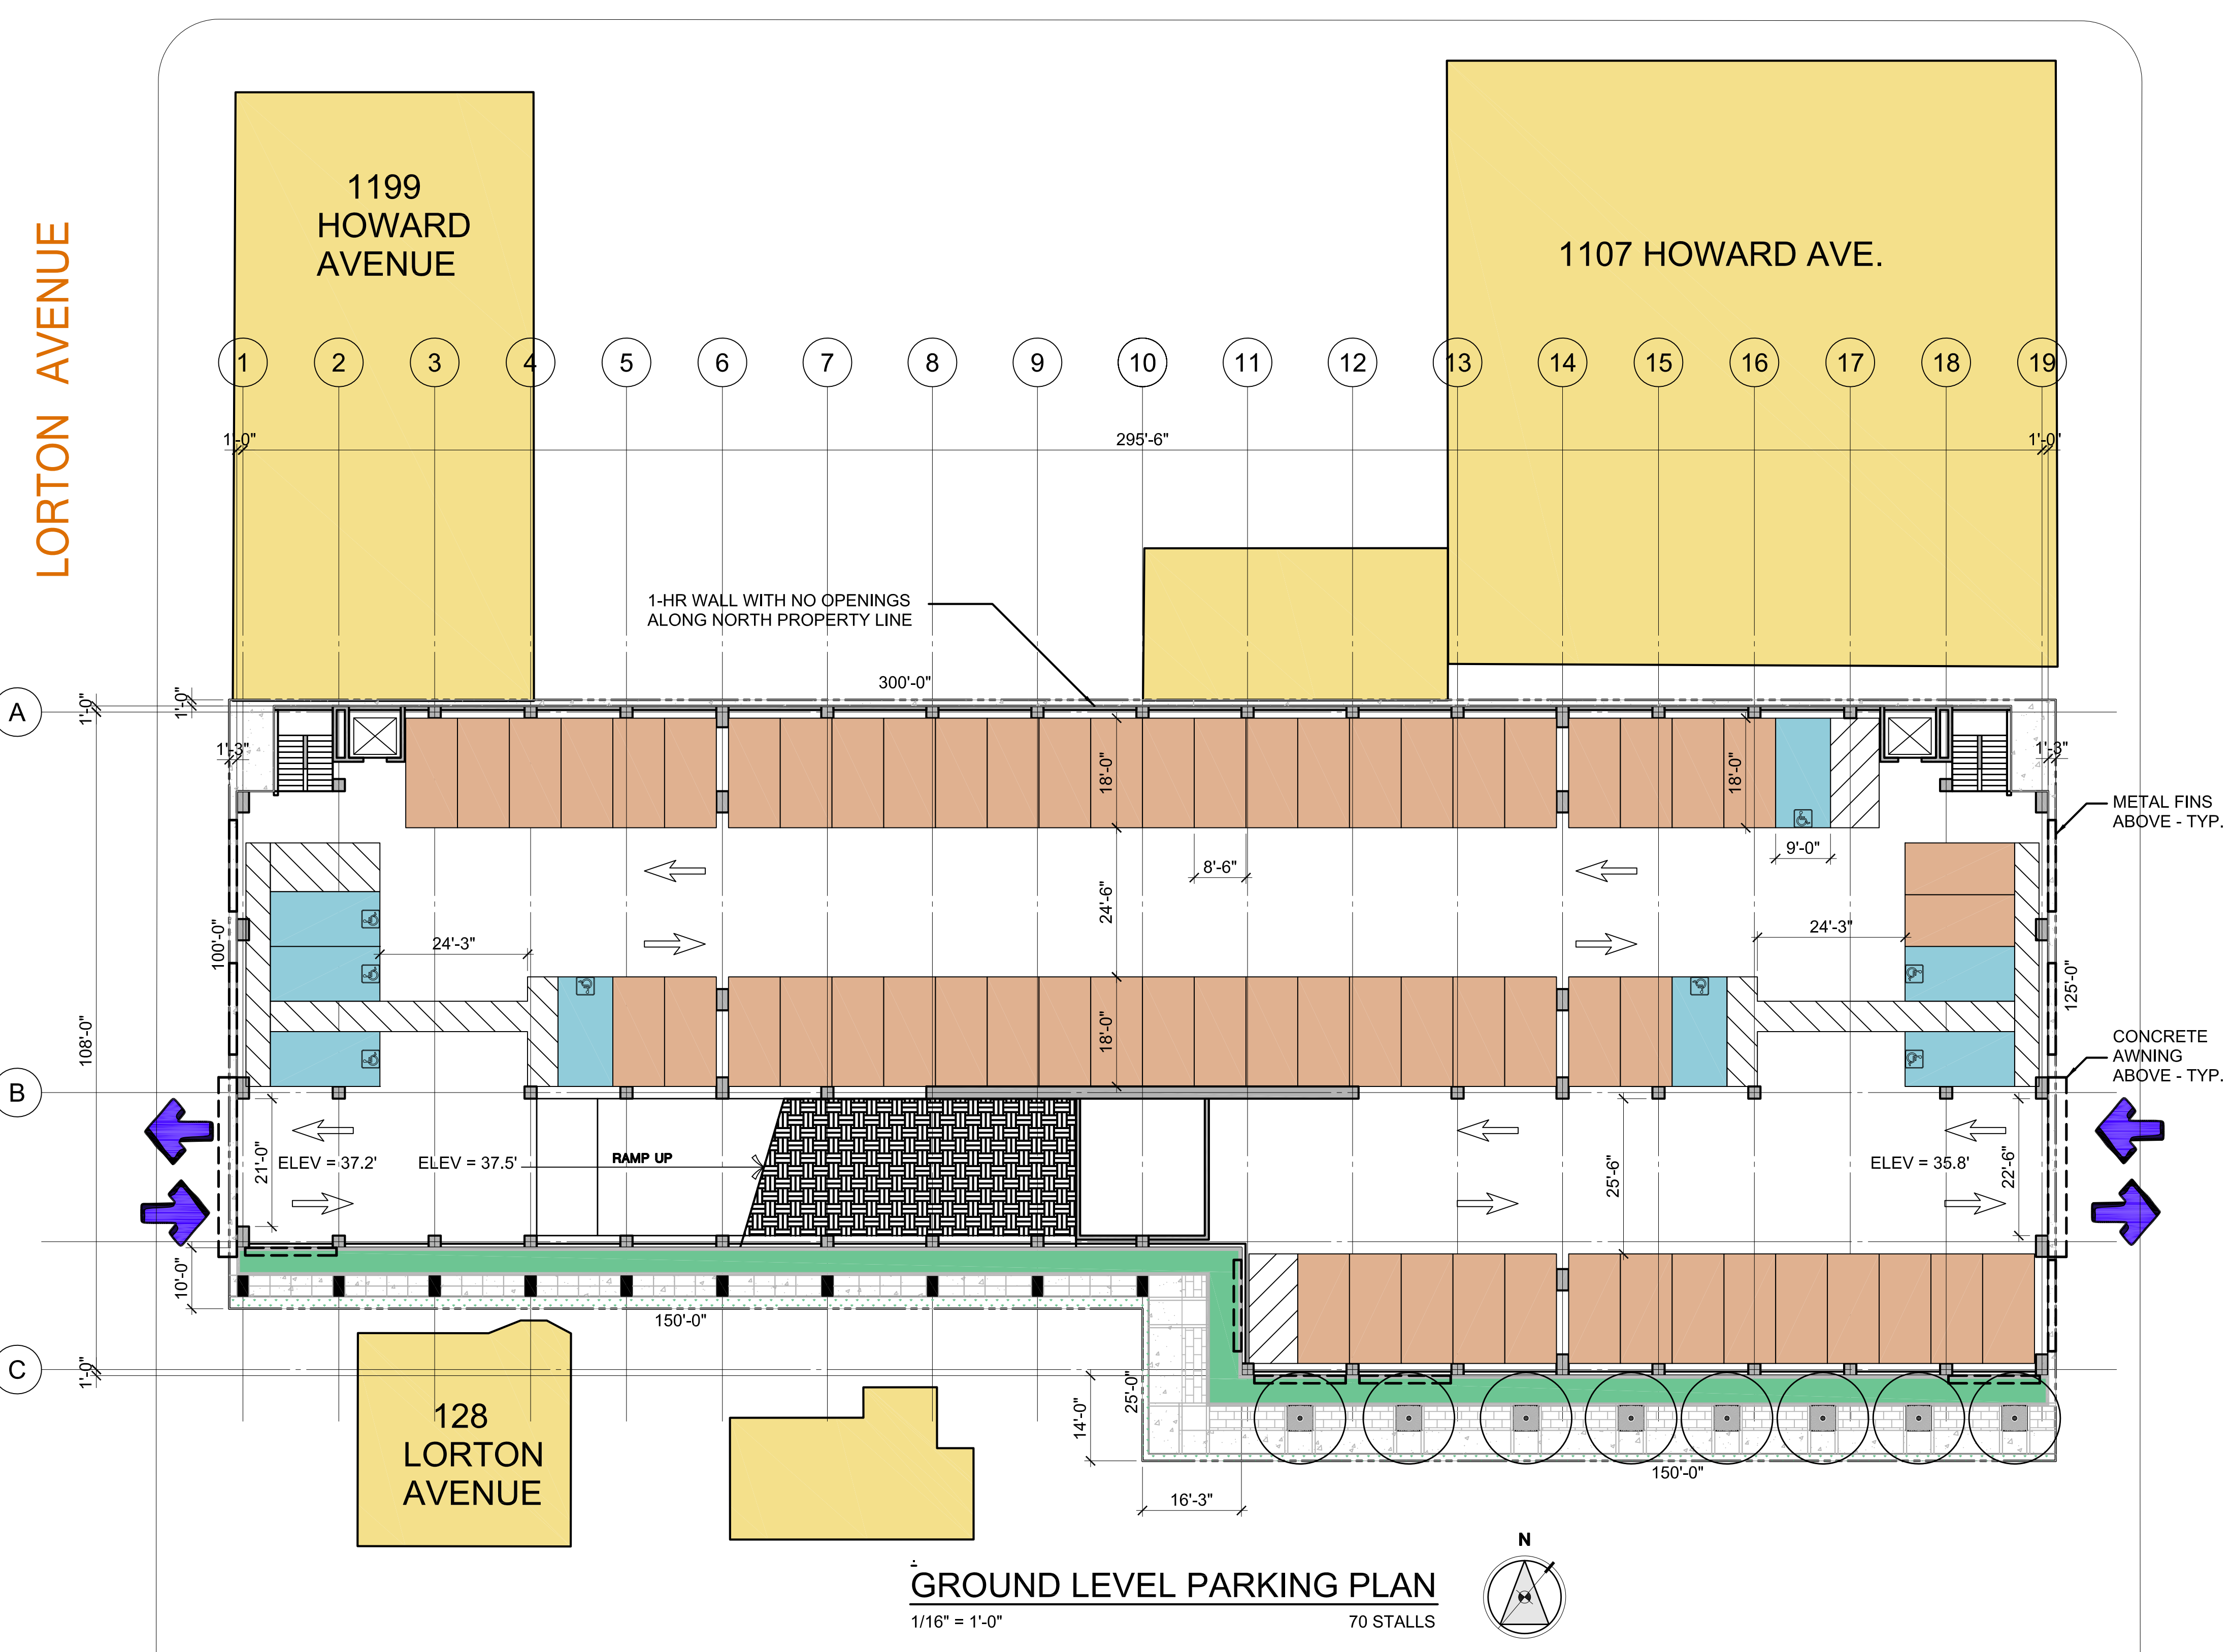 LORTON AVENUE
1199
HOWARD
AVENUE
1107 HOWARD AVE.
1 2 3 4 5 6 7 8 9 10 11 12 13 14 15 16 17 18 19
1'-0" 295'-6" 1'-0"
1-HR WALL WITH NO OPENINGS
ALONG NORTH PROPERTY LINE
300'-0"
A
1'-0"
1'-0"
1'-3" 1'-3"
18'-0" 18'-0"
METAL FINS
ABOVE - TYP.
9'-0"
8'-6"
24'-6"
24'-3" 24'-3"
100'-0" 125'-0"
108'-0"
18'-0"
CONCRETE
AWNING
ABOVE - TYP.
B
21'-0"
ELEV = 37.2' ELEV = 37.5' RAMP UP
25'-6"
ELEV = 35.8'
22'-6"
10'-0"
150'-0"
C
1'-0"
25'-0"
14'-0"
128
LORTON
AVENUE
150'-0"
16'-3"
N
GROUND LEVEL PARKING PLAN
1/16" = 1'-0" 70 STALLS